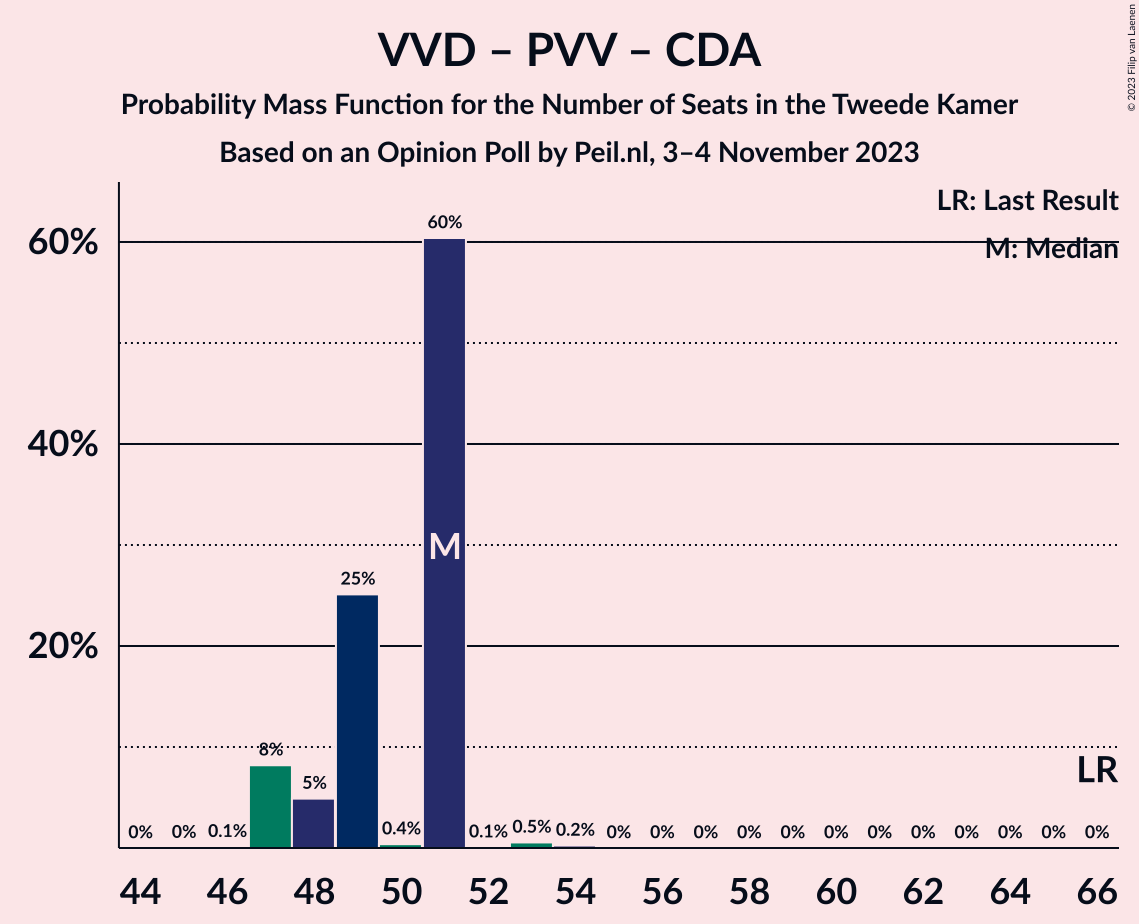 VVD – PVV – CDA
Probability Mass Function for the Number of Seats in the Tweede Kamer
Based on an Opinion Poll by Peil.nl, 3–4 November 2023
© 2023 Filip van Laenen
LR: Last Result
M: Median
60%
40%
20%
0% 0% 0.1% 8% 5% 25% 0.4% 60% 0.1% 0.5% 0.2% 0% 0% 0% 0% 0% 0% 0% 0% 0% 0% 0% 0%
M
LR
44 46 48 50 52 54 56 58 60 62 64 66